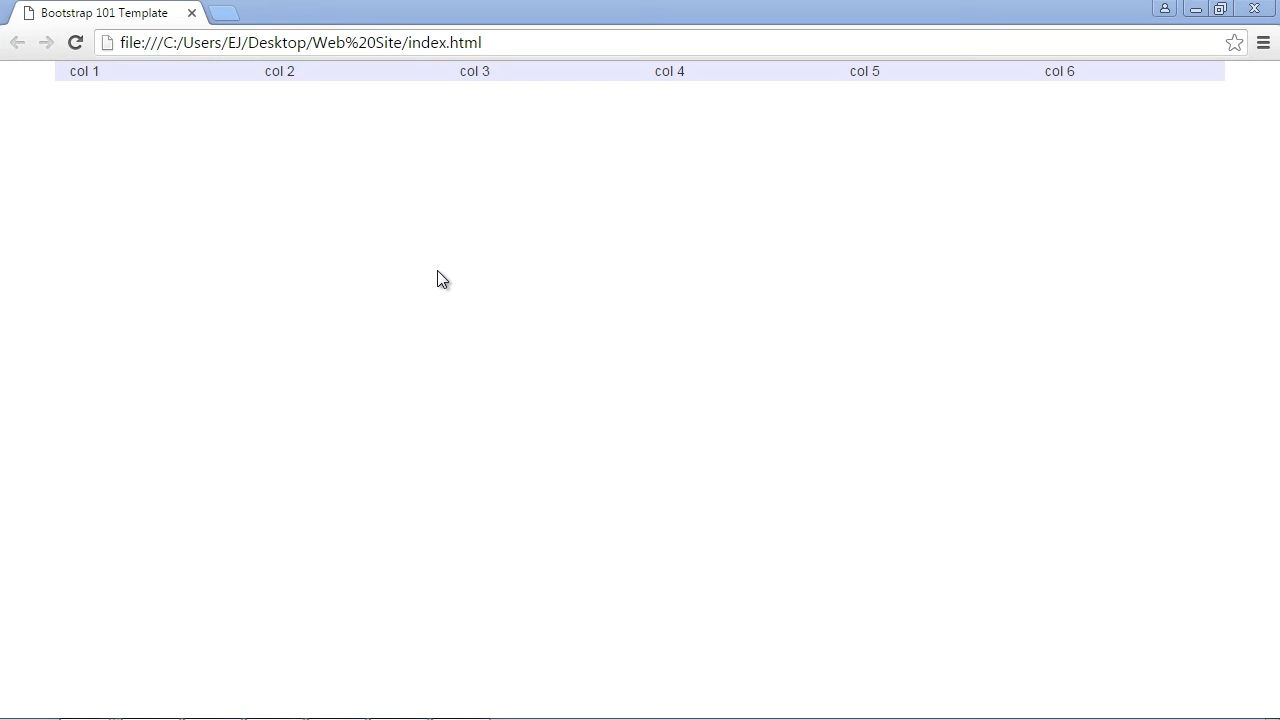 Bootstrap 101 Template
file:///C:/Users/EJ/Desktop/Web%20Site/index.html
col 1 col 2 col 3 col 4 col 5 col 6